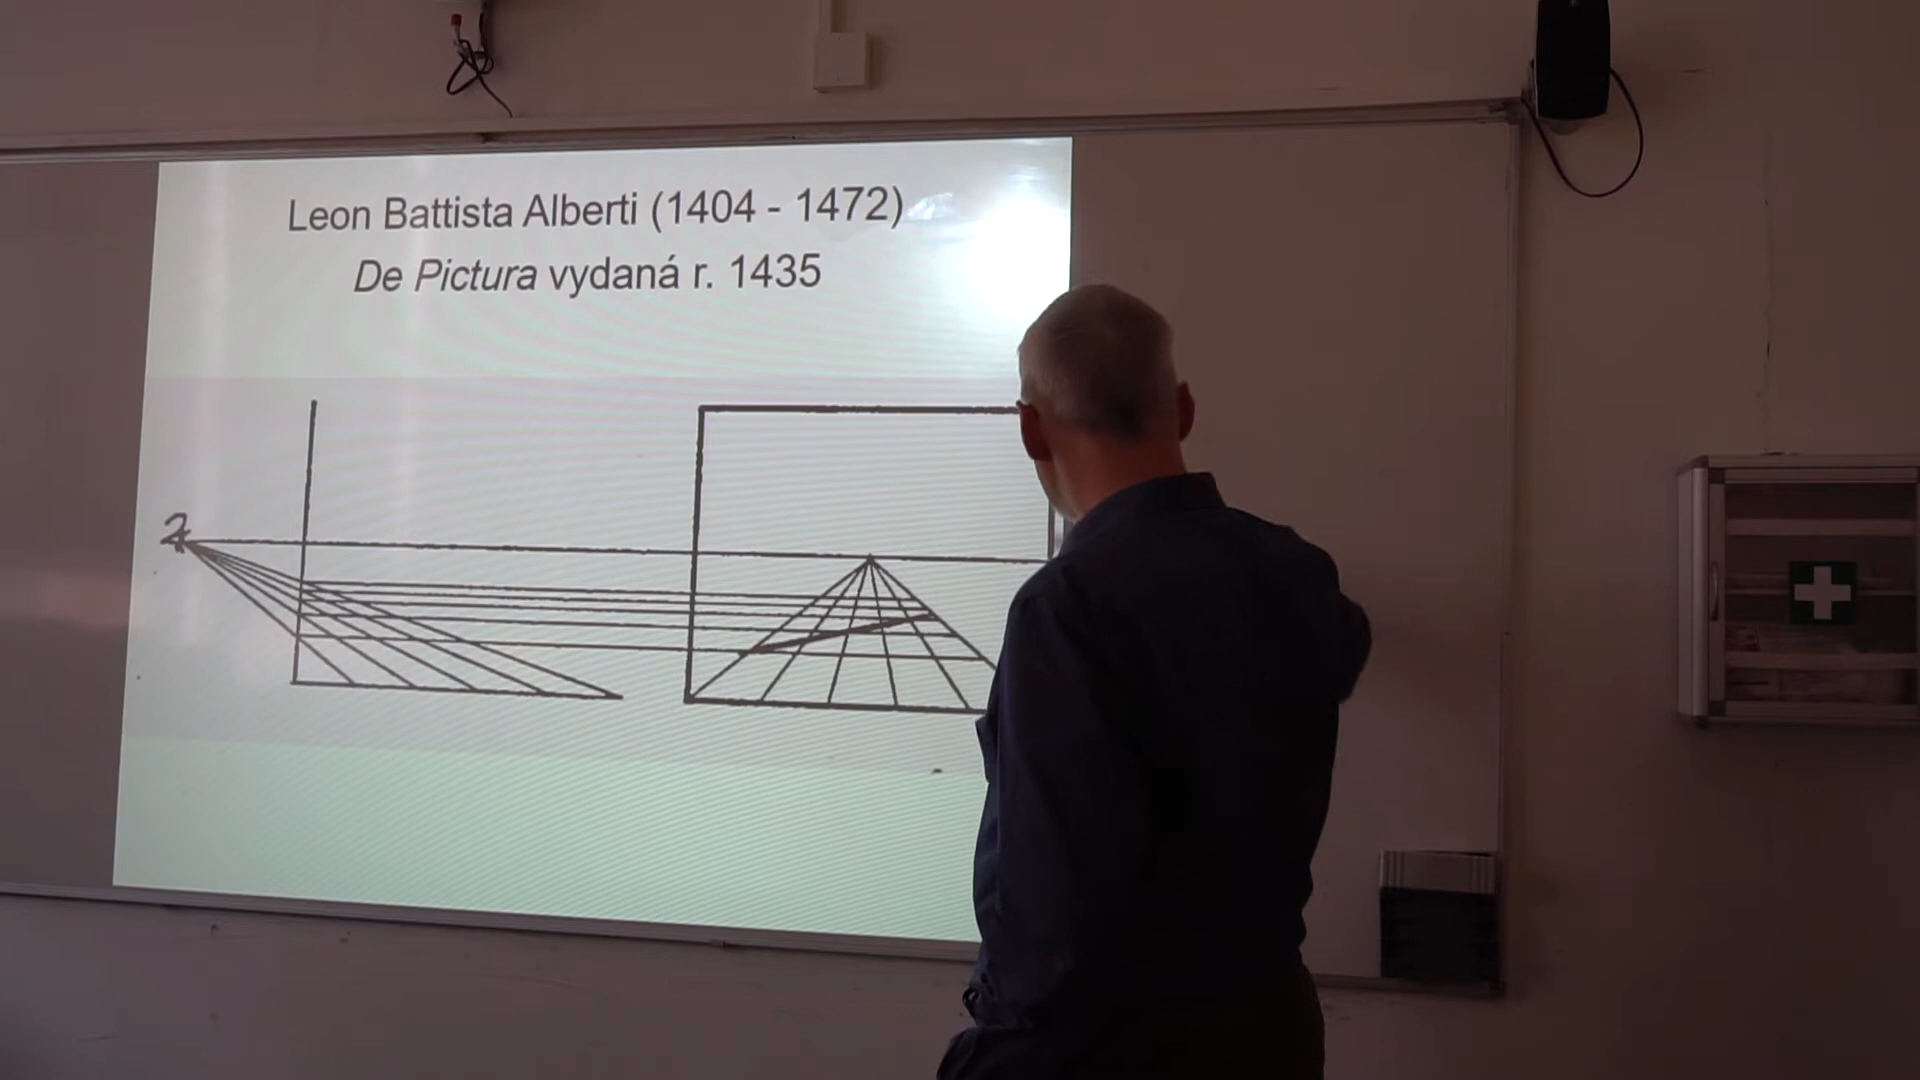 Leon Battista Alberti (1404 - 1472)
De Pictura vydaná r. 1435